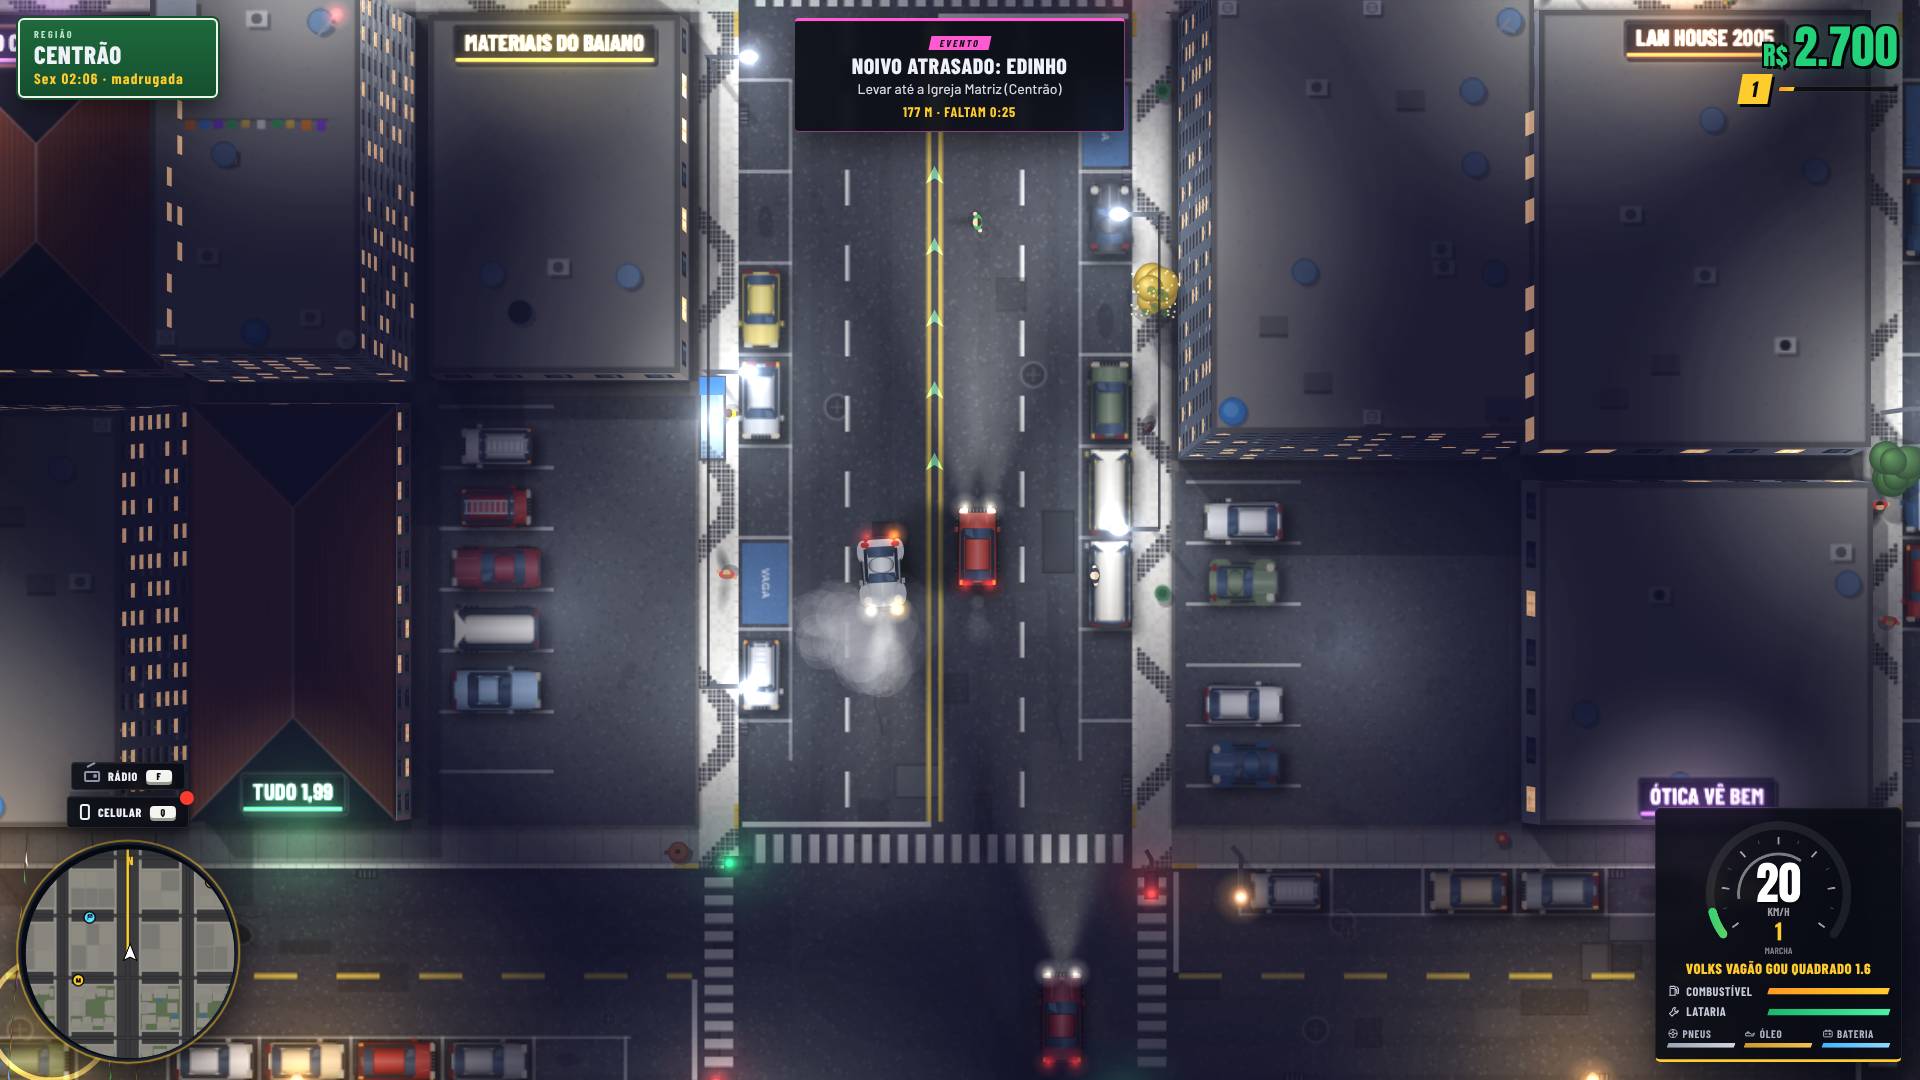 REGIÃO
CENTRÃO
Sex 02:06 · madrugada
MATERIAIS DO BAIANO
EVENTO
NOIVO ATRASADO: EDINHO
Levar até a Igreja Matriz (Centrão)
177 M · FALTAM 0:25
LAN HOUSE 2005
R$ 2.700
1
VAGA
RÁDIO F
CELULAR Q
TUDO 1,99
ÓTICA VÊ BEM
N
P
M
20
KM/H
1
MARCHA
VOLKS VAGÃO GOU QUADRADO 1.6
COMBUSTÍVEL
LATARIA
PNEUS
ÓLEO
BATERIA